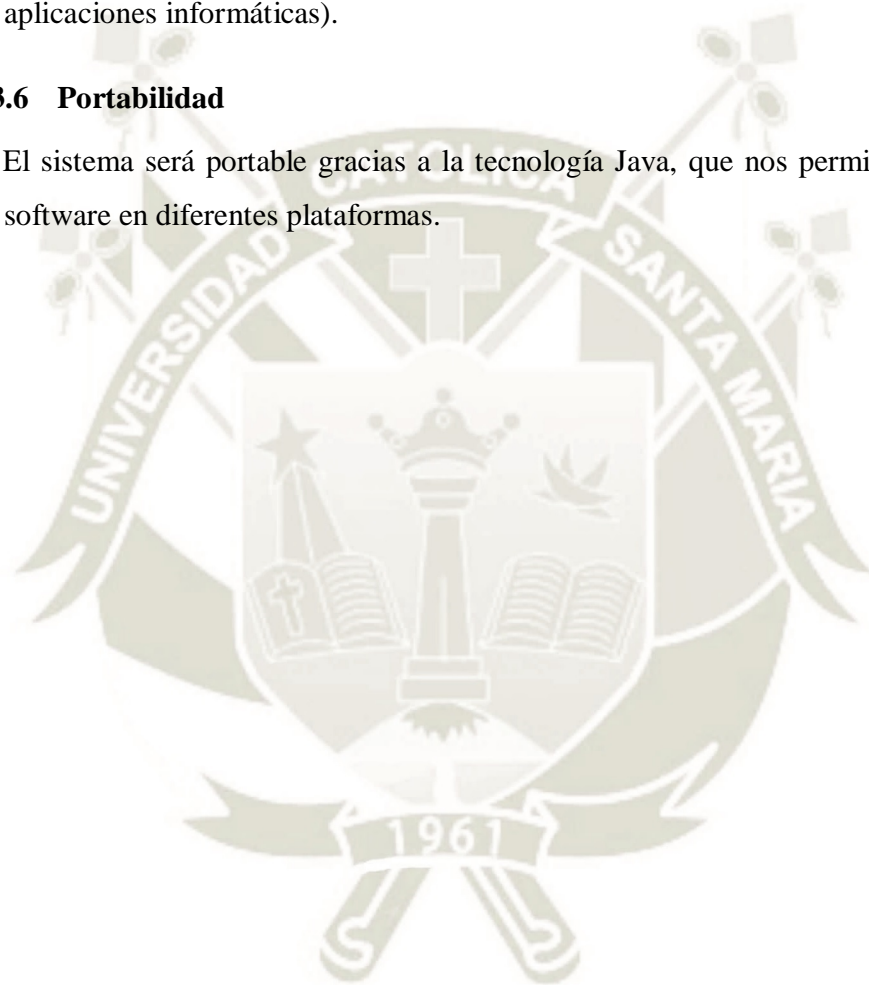 aplicaciones informáticas).
3.6 Portabilidad
El sistema será portable gracias a la tecnología Java, que nos permi
software en diferentes plataformas.
UNIVERSIDAD CATOLICA SANTA MARIA
1961